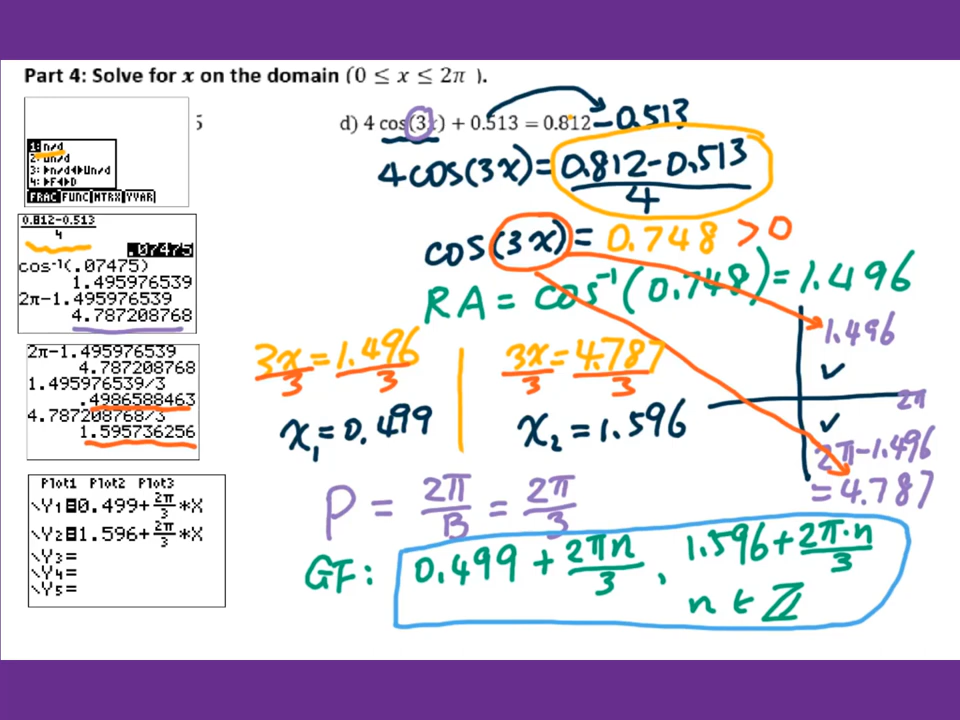 Part 4: Solve for x on the domain (0 ≤ x ≤ 2π ).
5
d) 4 cos(3x) + 0.513 = 0.812 − 0.513
4cos(3x) = 0.812 − 0.513
4
cos(3x) = 0.748 > 0
RA = cos⁻¹(0.748) = 1.496
1.496
✓
2π
✓
2π − 1.496
= 4.787
3x = 1.496
3 3
x₁ = 0.499
3x = 4.787
3 3
x₂ = 1.596
P = 2π/B = 2π/3
GF: 0.499 + 2πn/3 , 1.596 + 2π·n/3
n ∈ ℤ
1: n/d
2: Un/d
3: ▶n/d◀▶Un/d
4: ▶F◀▶D
FRAC FUNC MTRX YVAR
0.812−0.513
4
.07475
cos⁻¹(.07475)
1.495976539
2π−1.495976539
4.787208768
2π−1.495976539
4.787208768
1.495976539/3
.4986588463
4.787208768/3
1.595736256
Plot1 Plot2 Plot3
\Y₁=0.499+2π/3*X
\Y₂=1.596+2π/3*X
\Y₃=
\Y₄=
\Y₅=